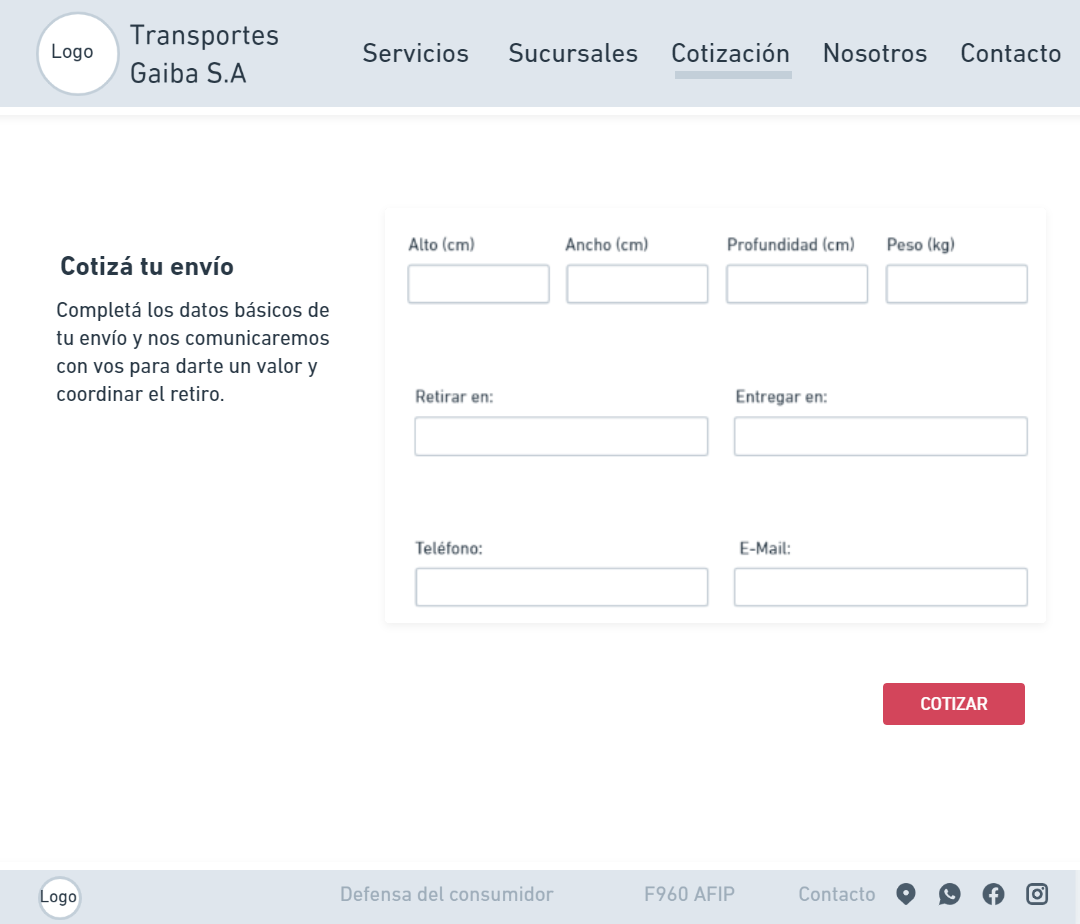 Logo
Transportes
Gaiba S.A
Servicios Sucursales Cotización Nosotros Contacto
Cotizá tu envío
Completá los datos básicos de
tu envío y nos comunicaremos
con vos para darte un valor y
coordinar el retiro.
Alto (cm) Ancho (cm) Profundidad (cm) Peso (kg)
Retirar en: Entregar en:
Teléfono: E-Mail:
COTIZAR
Logo Defensa del consumidor F960 AFIP Contacto